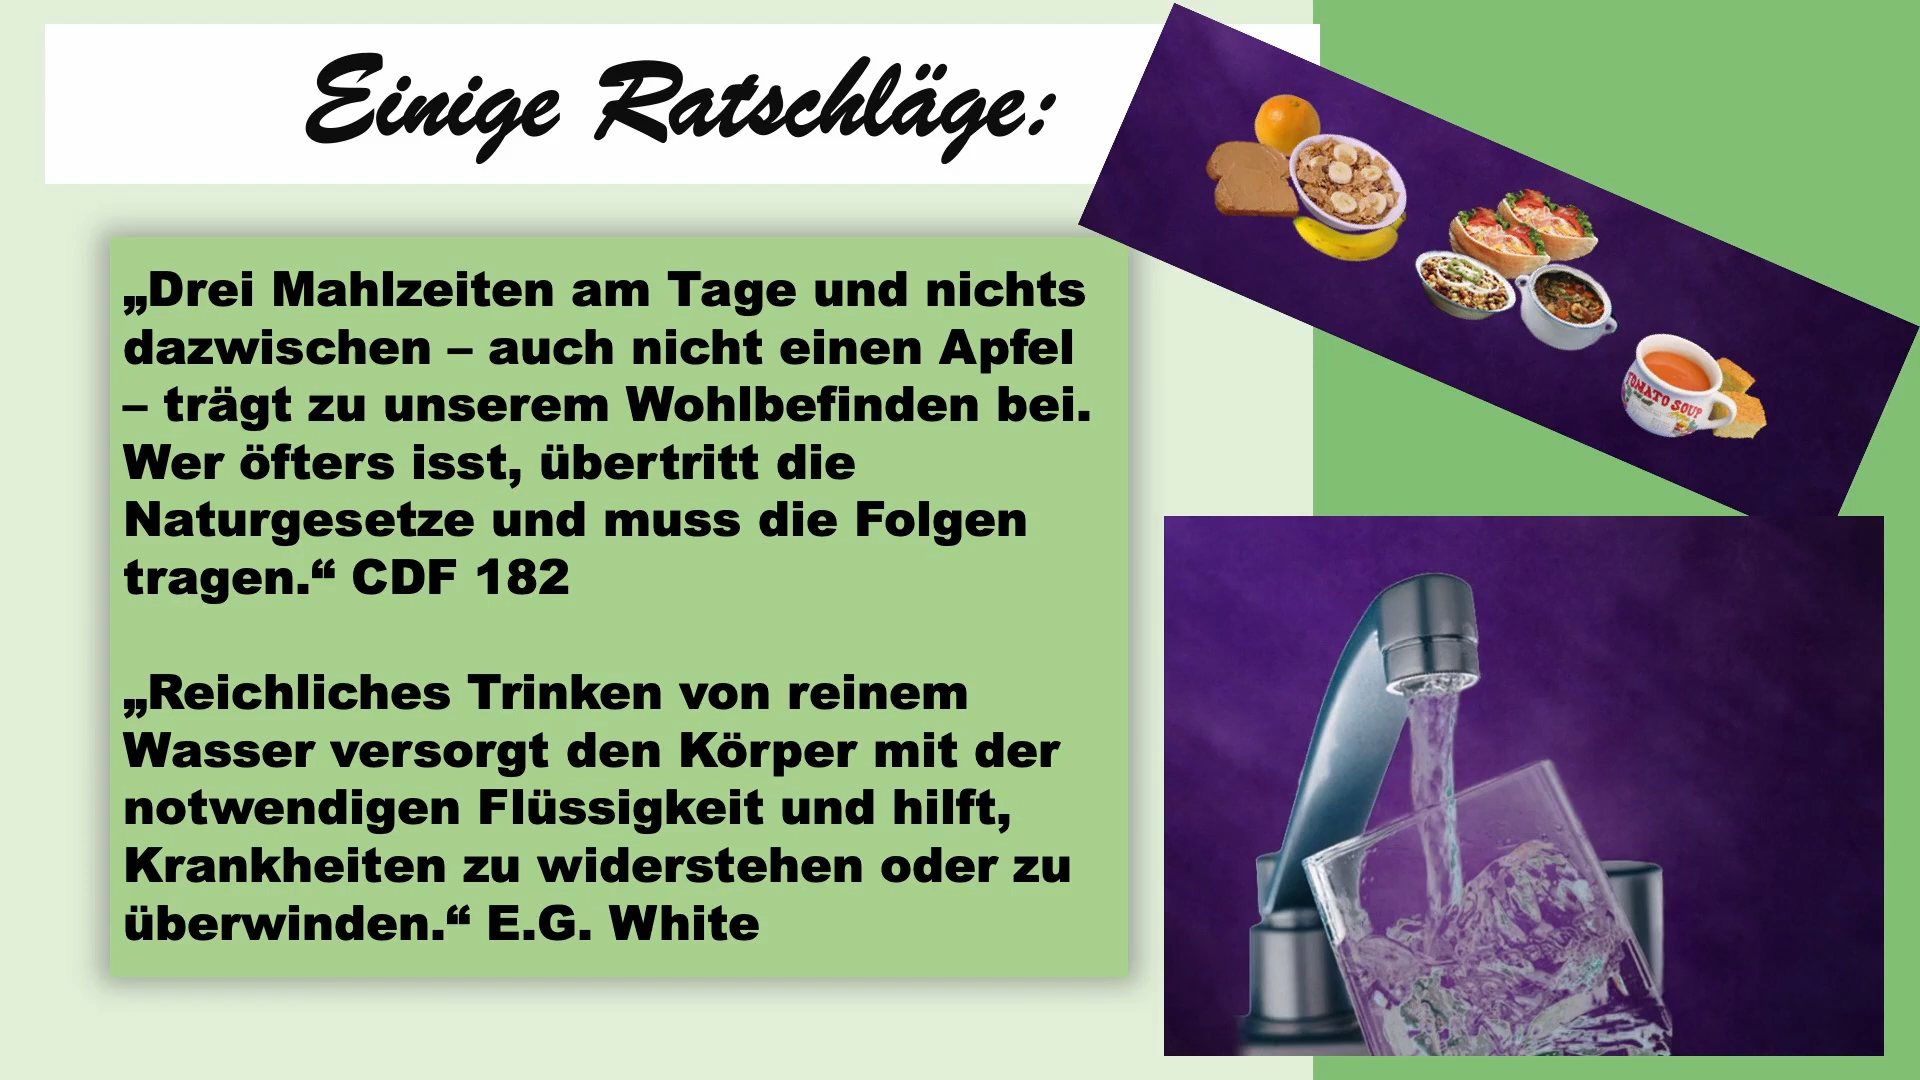 Einige Ratschläge:
„Drei Mahlzeiten am Tage und nichts
dazwischen – auch nicht einen Apfel
– trägt zu unserem Wohlbefinden bei.
Wer öfters isst, übertritt die
Naturgesetze und muss die Folgen
tragen.“ CDF 182
„Reichliches Trinken von reinem
Wasser versorgt den Körper mit der
notwendigen Flüssigkeit und hilft,
Krankheiten zu widerstehen oder zu
überwinden.“ E.G. White
TOMATO SOUP